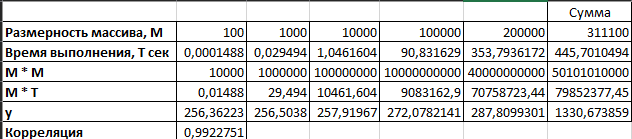 Сумма
Размерность массива, M 100 1000 10000 100000 200000 311100
Время выполнения, T сек 0,0001488 0,029494 1,0461604 90,831629 353,7936172 445,7010494
M * M 10000 1000000 100000000 10000000000 40000000000 50101010000
M * T 0,01488 29,494 10461,604 9083162,9 70758723,44 79852377,45
y 256,36223 256,5038 257,91967 272,0782141 287,8099301 1330,673859
Корреляция 0,9922751